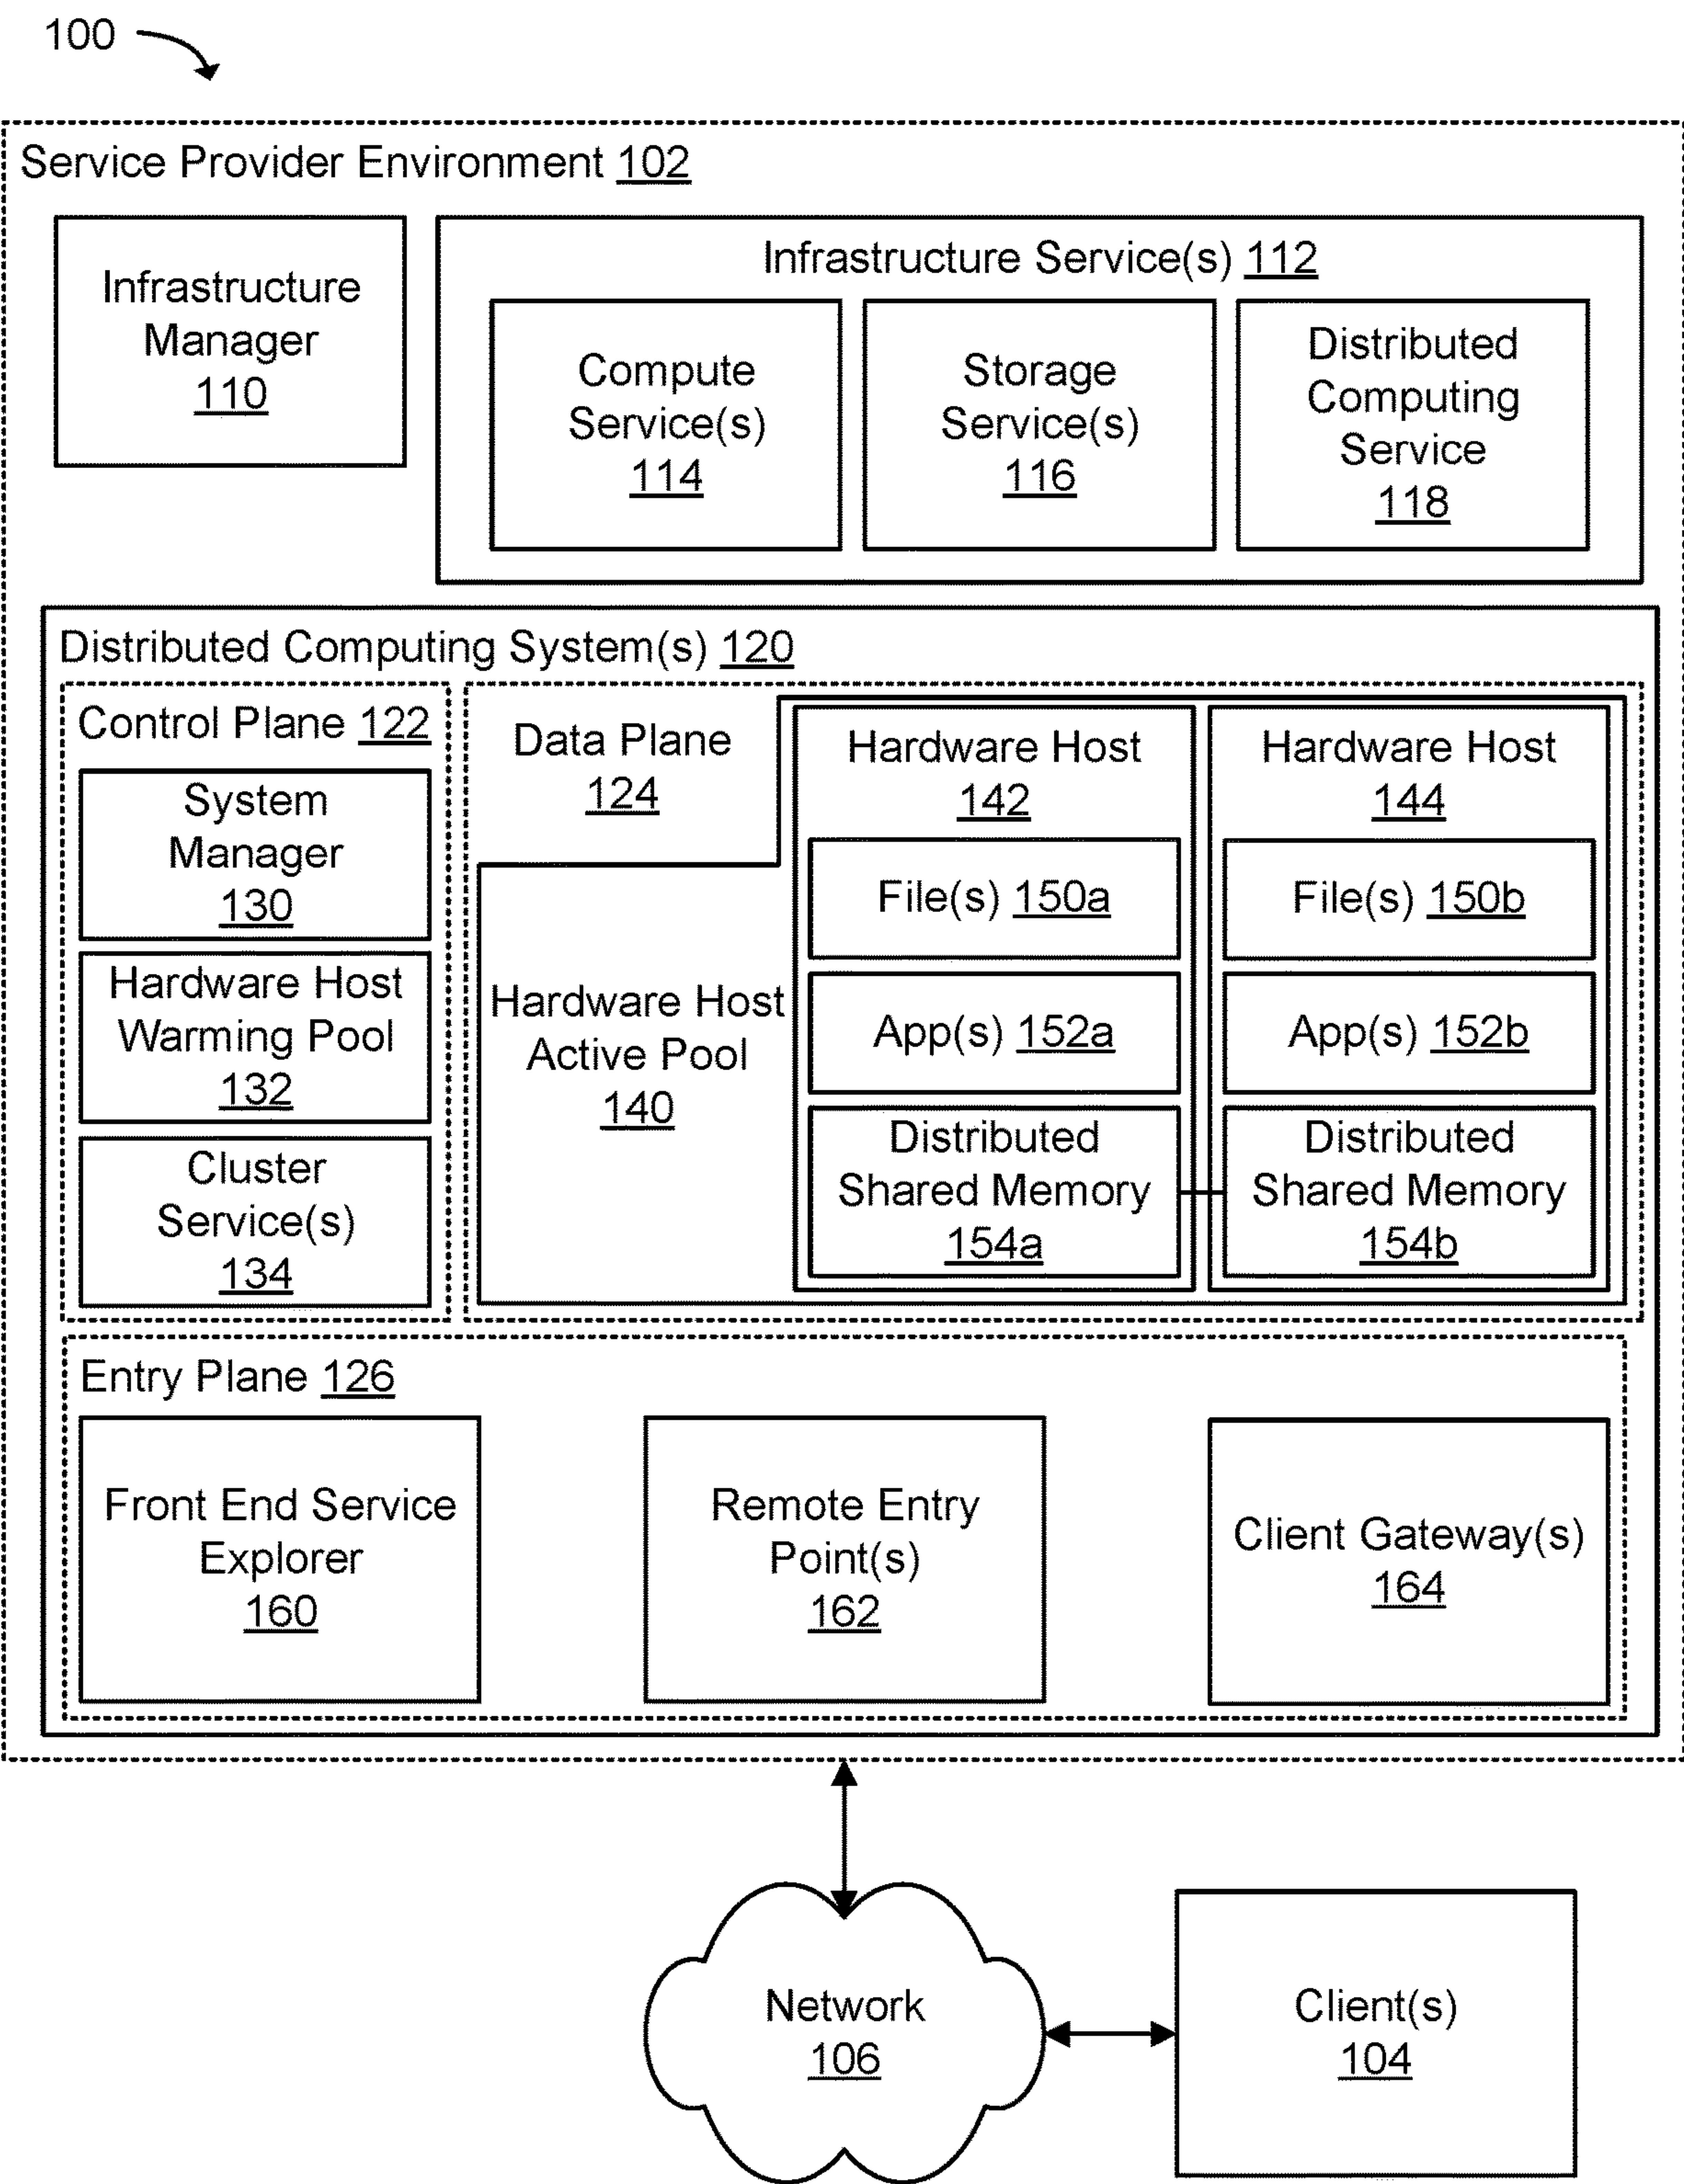 100
Service Provider Environment 102
Infrastructure
Manager
110
Infrastructure Service(s) 112
Compute
Service(s)
114
Storage
Service(s)
116
Distributed
Computing
Service
118
Distributed Computing System(s) 120
Control Plane 122
System
Manager
130
Hardware Host
Warming Pool
132
Cluster
Service(s)
134
Data Plane
124
Hardware Host
Active Pool
140
Hardware Host
142
File(s) 150a
App(s) 152a
Distributed
Shared Memory
154a
Hardware Host
144
File(s) 150b
App(s) 152b
Distributed
Shared Memory
154b
Entry Plane 126
Front End Service
Explorer
160
Remote Entry
Point(s)
162
Client Gateway(s)
164
Network
106
Client(s)
104